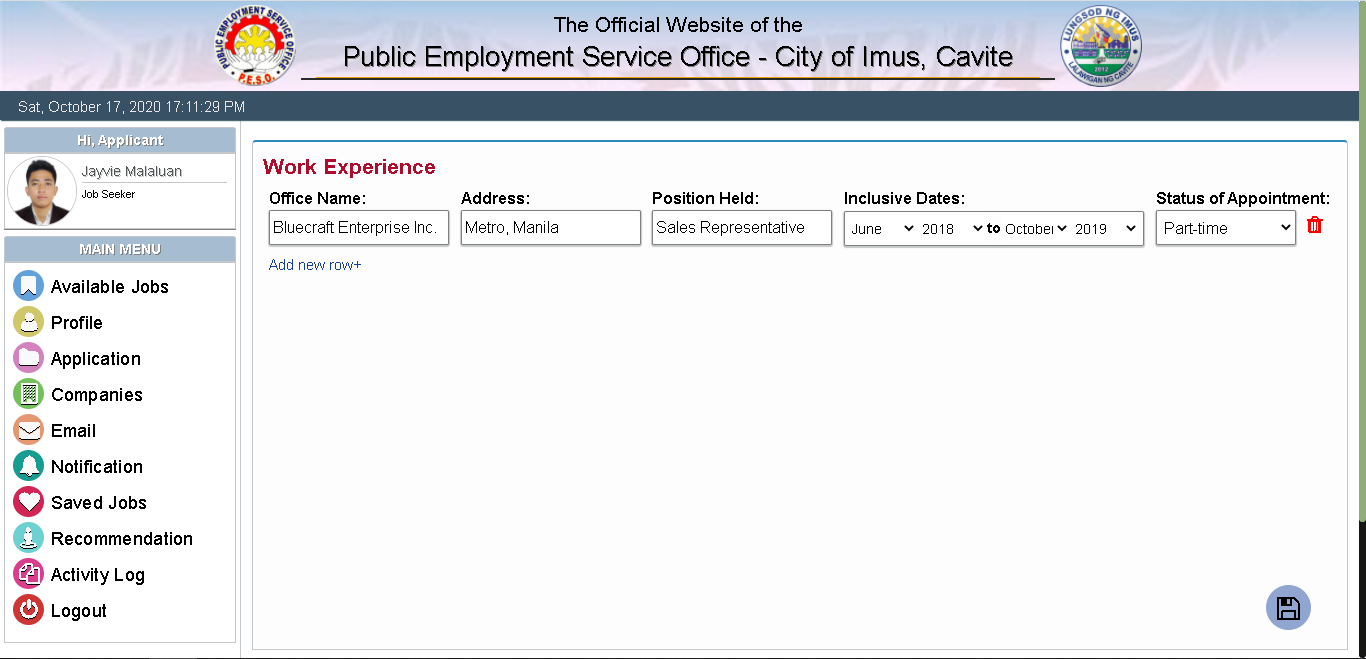 PUBLIC EMPLOYMENT SERVICE OFFICE
P.E.S.O.
The Official Website of the
Public Employment Service Office - City of Imus, Cavite
LUNGSOD NG IMUS
LALAWIGAN NG CAVITE
2012
Sat, October 17, 2020 17:11:29 PM
Hi, Applicant
Jayvie Malaluan
Job Seeker
MAIN MENU
Available Jobs
Profile
Application
Companies
Email
Notification
Saved Jobs
Recommendation
Activity Log
Logout
Work Experience
Office Name: Address: Position Held: Inclusive Dates: Status of Appointment:
Bluecraft Enterprise Inc. Metro, Manila Sales Representative June 2018 to October 2019 Part-time
Add new row+